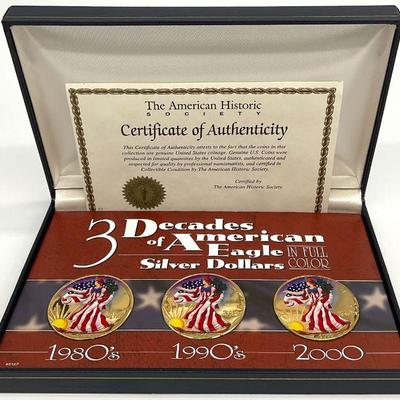 The American Historic
SOCIETY
Certificate of Authenticity
This Certificate of Authenticity attests to the fact that the coins in this
collection are genuine United States coinage. Genuine U.S. Coins were
produced in limited quantities by the United States, authenticated and
inspected for quality by professional numismatists, and certified in
Collectible Condition by The American Historic Society.
Certified by
The American Historic Society.
3 Decades
of American
Eagle IN FULL
Silver Dollars COLOR
1980's 1990's 2000